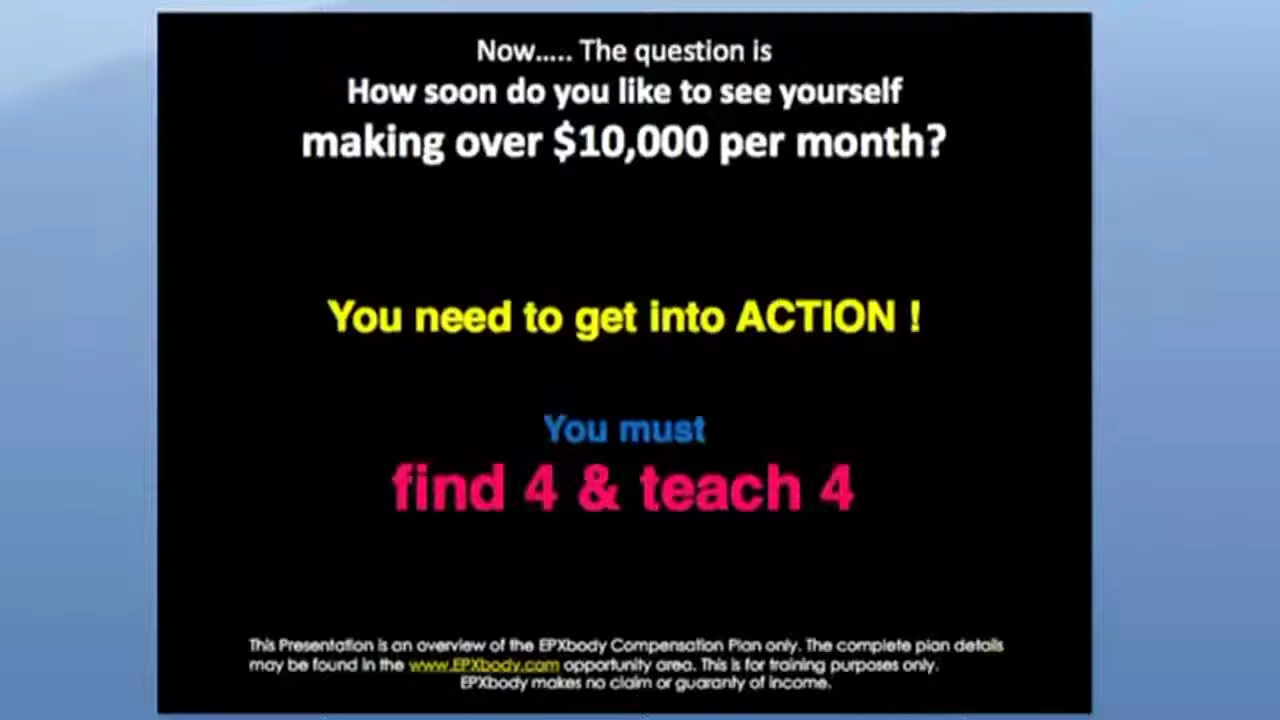 Now..... The question is
How soon do you like to see yourself
making over $10,000 per month?
You need to get into ACTION !
You must
find 4 & teach 4
This Presentation is an overview of the EPXbody Compensation Plan only. The complete plan details
may be found in the www.EPXbody.com opportunity area. This is for training purposes only.
EPXbody makes no claim or guaranty of income.